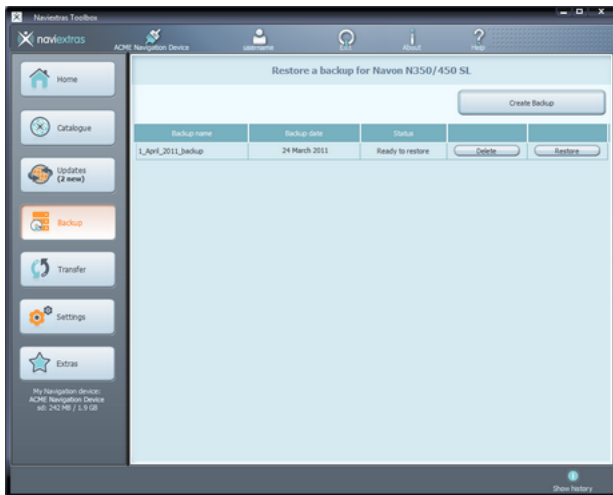 Naviextras Toolbox
naviextras
ACME Navigation Device
username
Exit
About
Help
Home
Catalogue
Updates
(2 new)
Backup
Transfer
Settings
Extras
My Navigation device:
ACME Navigation Device
sd: 242 MB / 1.9 GB
Restore a backup for Navon N350/450 SL
Create Backup
Backup name Backup date Status
1_April_2011_backup 24 March 2011 Ready to restore Delete Restore
Show history